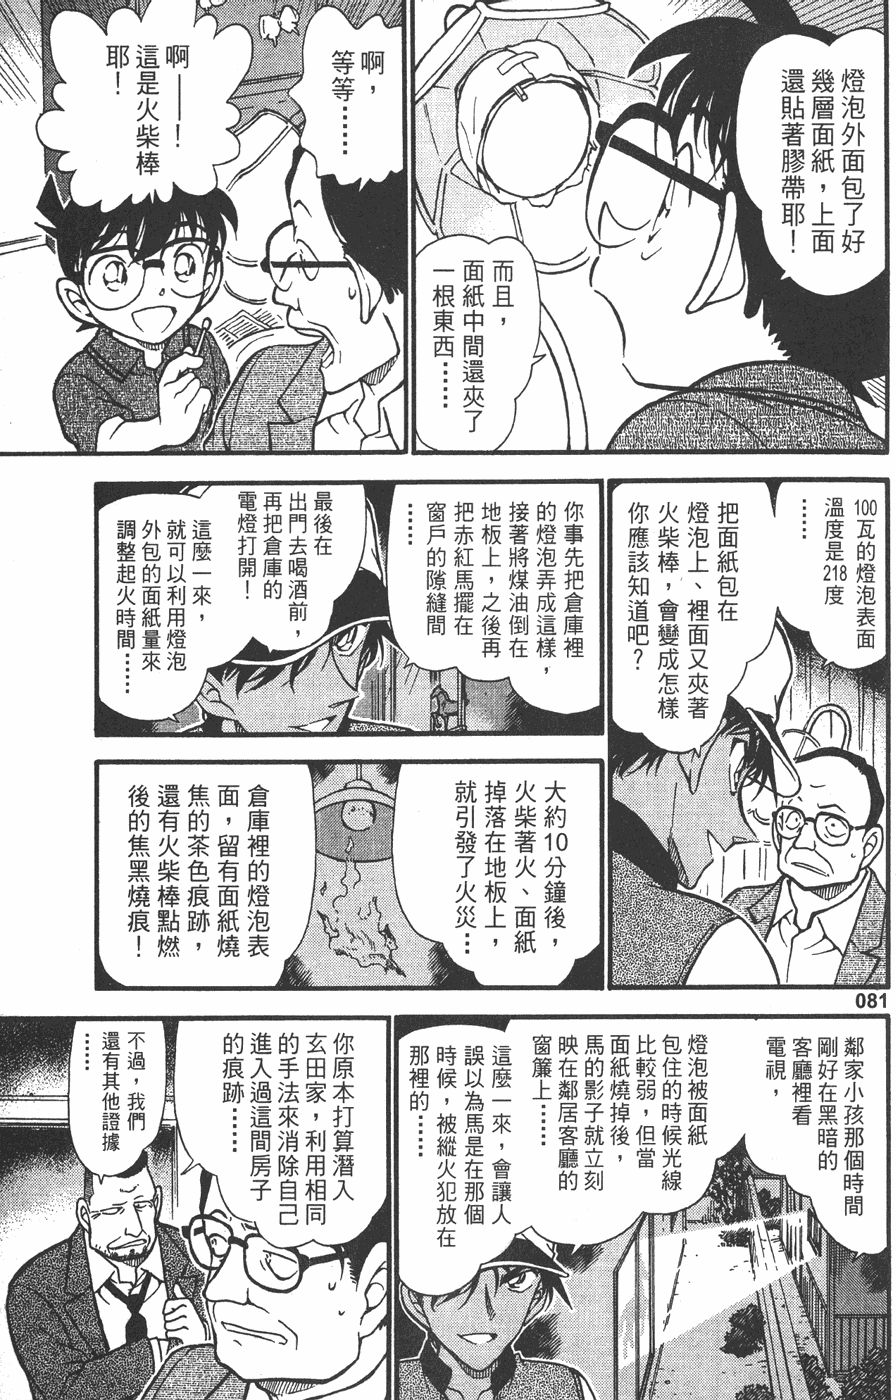 燈泡外面包了好
幾層面紙，上面
還貼著膠帶耶！
而且，
面紙中間還夾了
一根東西……
啊，
等等……
啊——！
這是火柴棒
耶！
100瓦的燈泡表面
溫度是218度
……
把面紙包在
燈泡上、裡面又夾著
火柴棒，會變成怎樣
你應該知道吧？
你事先把倉庫裡
的燈泡弄成這樣，
接著將煤油倒在
地板上，之後再
把赤紅馬擺在
窗戶的隙縫間
最後在
出門去喝酒前，
再把倉庫的
電燈打開！
這麼一來，
就可以利用燈泡
外包的面紙量來
調整起火時間……
大約10分鐘後，
火柴著火、面紙
掉落在地板上，
就引發了火災…
倉庫裡的燈泡表
面，留有面紙燒
焦的茶色痕跡，
還有火柴棒點燃
後的焦黑燒痕！
081
鄰家小孩那個時間
剛好在黑暗的
客廳裡看
電視，
燈泡被面紙
包住的時候光線
比較弱，但當
面紙燒掉後，
馬的影子就立刻
映在鄰居客廳的
窗簾上……
這麼一來，會讓人
誤以為馬是在那個
時候，被縱火犯放在
那裡的…
你原本打算潛入
玄田家，利用相同
的手法來消除自己
進入過這間房子
的痕跡…
不過，我們
還有其他證據
……